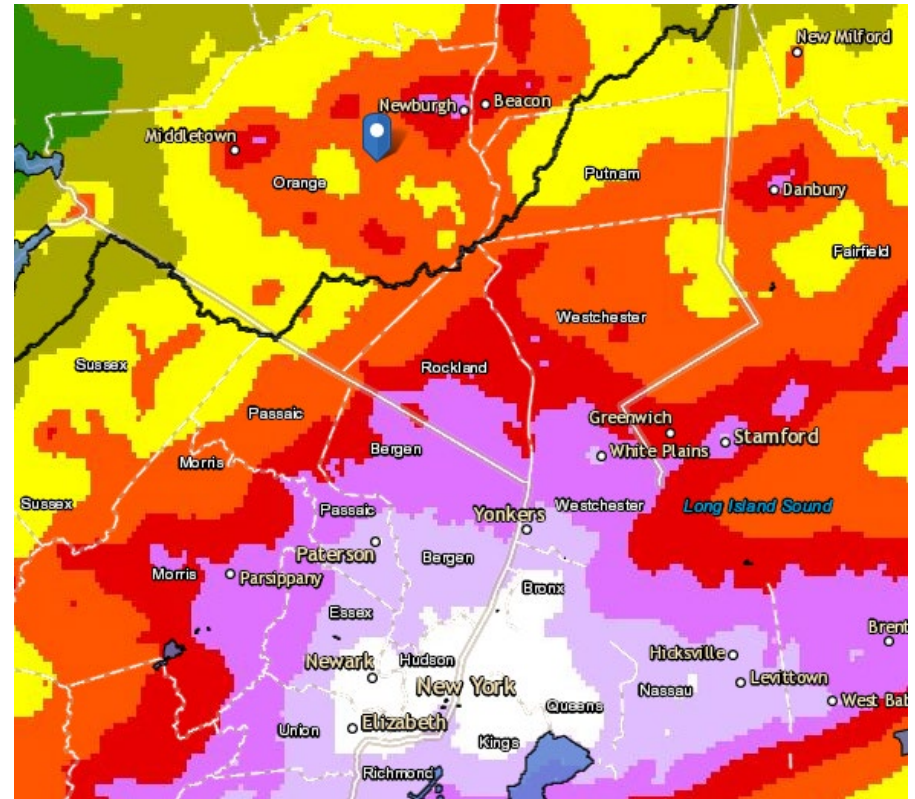 New Milford
Newburgh
Beacon
Middletown
Orange
Putnam
Danbury
Fairfield
Westchester
Sussex
Rockland
Passaic
Greenwich
Stamford
Bergen
White Plains
Morris
Sussex
Passaic
Westchester
Long Island Sound
Yonkers
Paterson
Bergen
Morris
Parsippany
Bronx
Essex
Brent
Newark
Hudson
Hicksville
New York
Nassau
Levittown
Queens
West Bab
Union
Elizabeth
Kings
Richmond